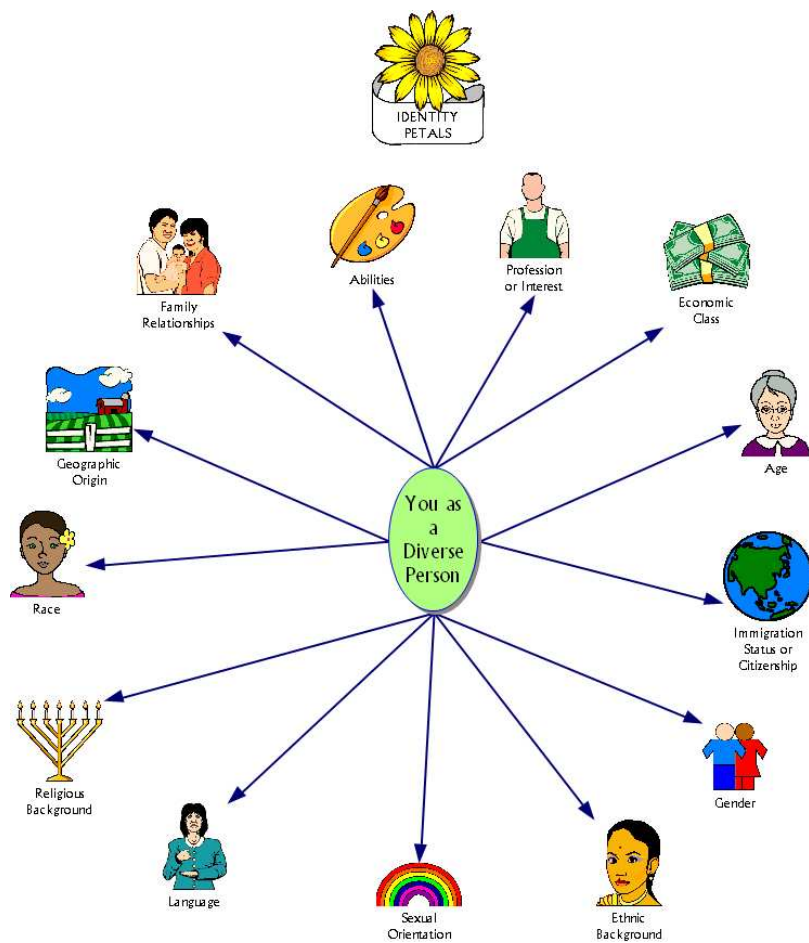 IDENTITY
PETALS
Abilities
Profession
or Interest
Family
Relationships
Economic
Class
Geographic
Origin
Age
You as
a
Diverse
Person
Race
Immigration
Status or
Citizenship
Religious
Background
Gender
Language
Sexual
Orientation
Ethnic
Background